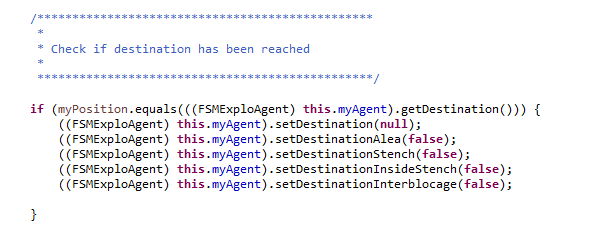 /************************************************
*
* Check if destination has been reached
*
************************************************/
if (myPosition.equals(((FSMExploAgent) this.myAgent).getDestination())) {
((FSMExploAgent) this.myAgent).setDestination(null);
((FSMExploAgent) this.myAgent).setDestinationAlea(false);
((FSMExploAgent) this.myAgent).setDestinationStench(false);
((FSMExploAgent) this.myAgent).setDestinationInsideStench(false);
((FSMExploAgent) this.myAgent).setDestinationInterblocage(false);
}